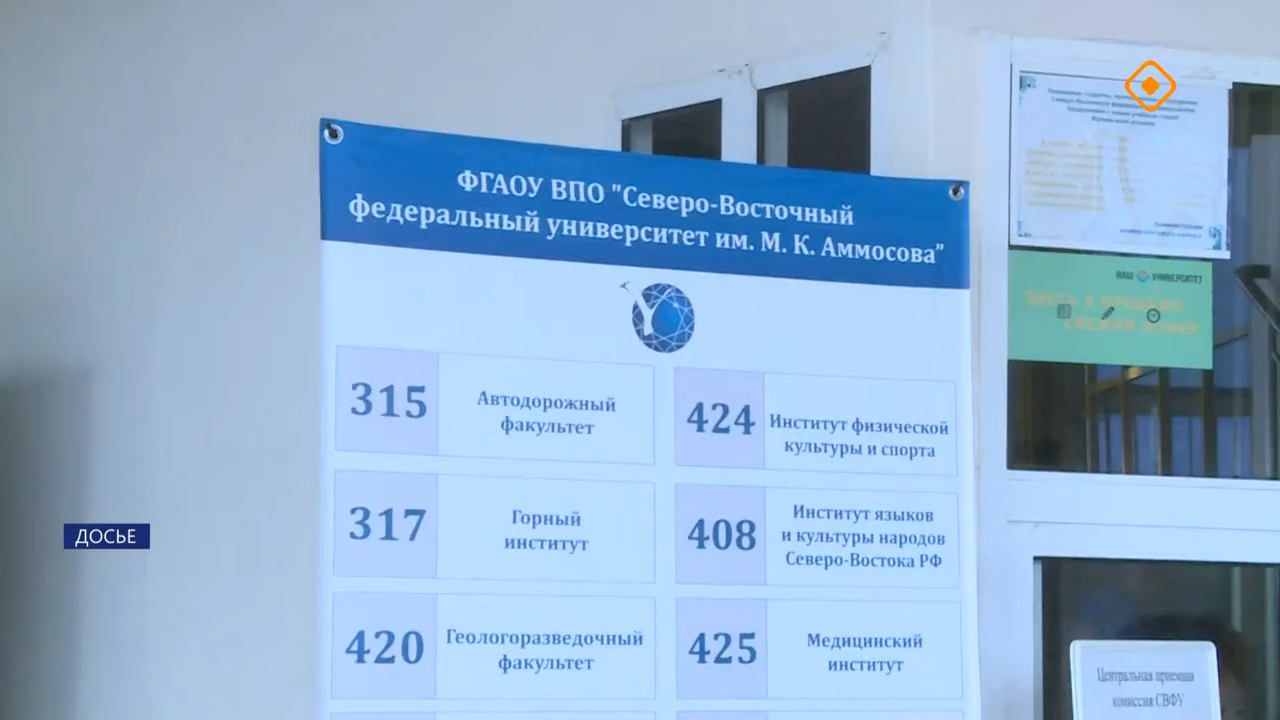 ФГАОУ ВПО "Северо-Восточный
федеральный университет им. М. К. Аммосова”
315
Автодорожный
факультет
424
Институт физической
культуры и спорта
317
Горный
институт
408
Институт языков
и культуры народов
Северо-Востока РФ
420
Геологоразведочный
факультет
425
Медицинский
институт
ДОСЬЕ
НАШ УНИВЕРСИТЕТ
Центральная приемная
комиссия СВФУ